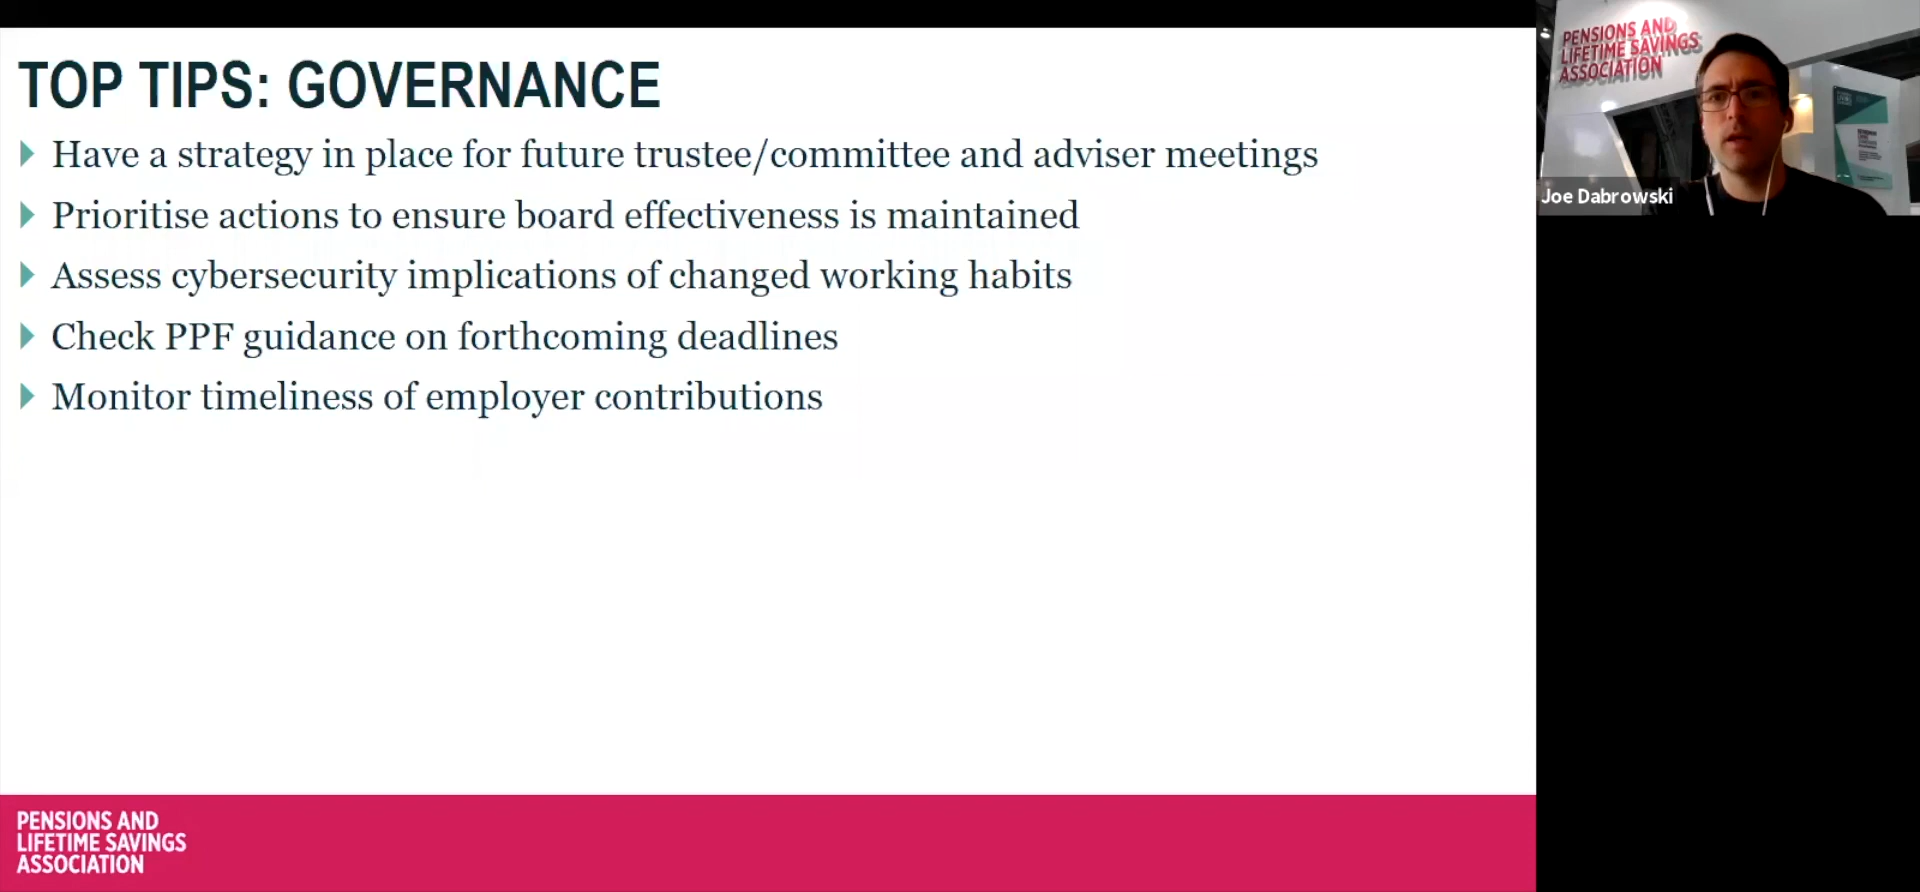 TOP TIPS: GOVERNANCE
Have a strategy in place for future trustee/committee and adviser meetings
Prioritise actions to ensure board effectiveness is maintained
Assess cybersecurity implications of changed working habits
Check PPF guidance on forthcoming deadlines
Monitor timeliness of employer contributions
PENSIONS AND
LIFETIME SAVINGS
ASSOCIATION
PENSIONS AND
LIFETIME SAVINGS
ASSOCIATION
Joe Dabrowski